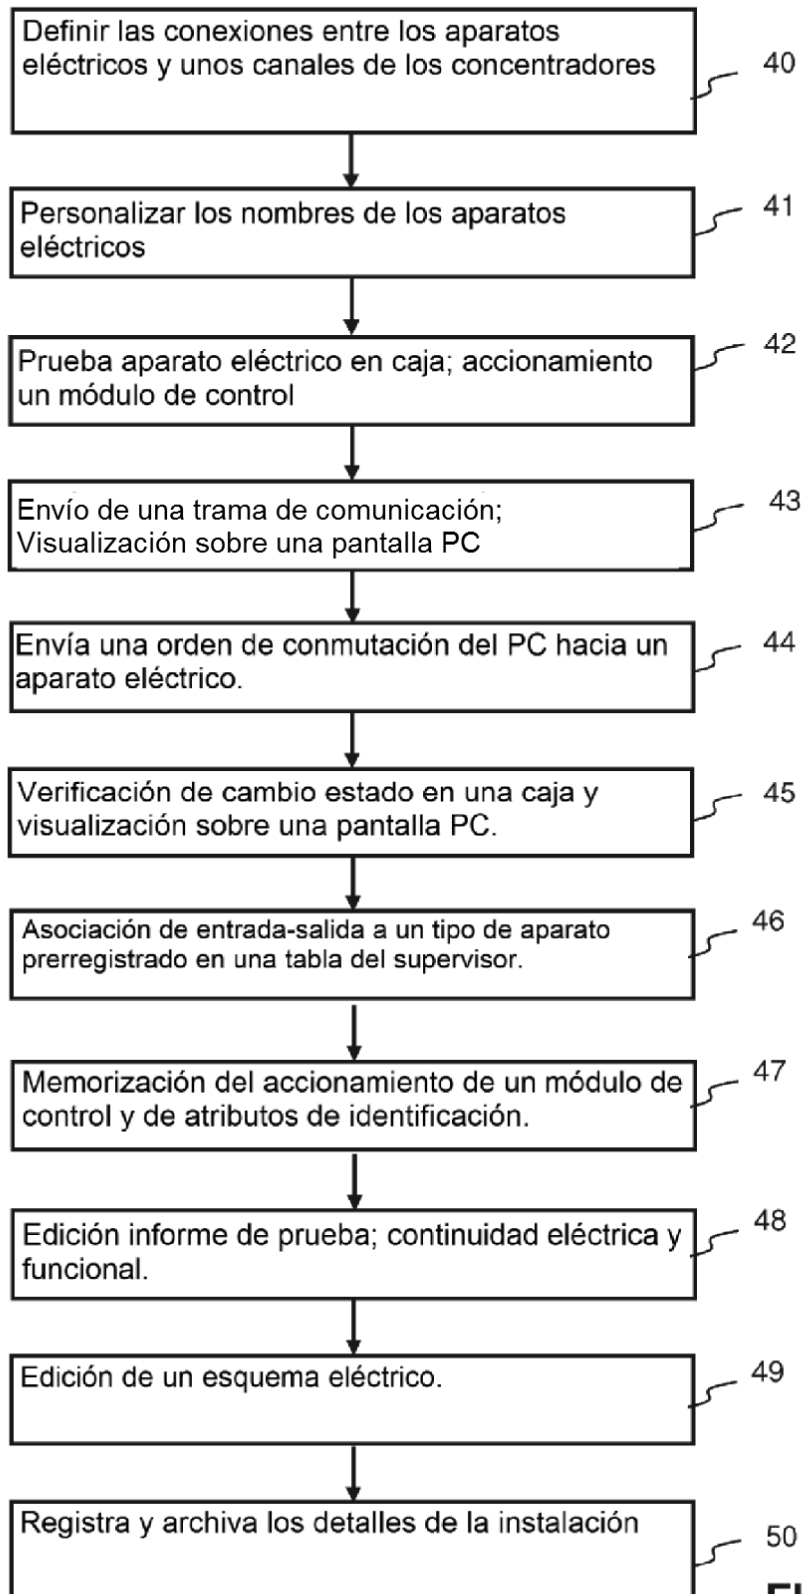 Definir las conexiones entre los aparatos
eléctricos y unos canales de los concentradores
40
Personalizar los nombres de los aparatos
eléctricos
41
Prueba aparato eléctrico en caja; accionamiento
un módulo de control
42
Envío de una trama de comunicación;
Visualización sobre una pantalla PC
43
Envía una orden de conmutación del PC hacia un
aparato eléctrico.
44
Verificación de cambio estado en una caja y
visualización sobre una pantalla PC.
45
Asociación de entrada-salida a un tipo de aparato
prerregistrado en una tabla del supervisor.
46
Memorización del accionamiento de un módulo de
control y de atributos de identificación.
47
Edición informe de prueba; continuidad eléctrica y
funcional.
48
Edición de un esquema eléctrico.
49
Registra y archiva los detalles de la instalación
50